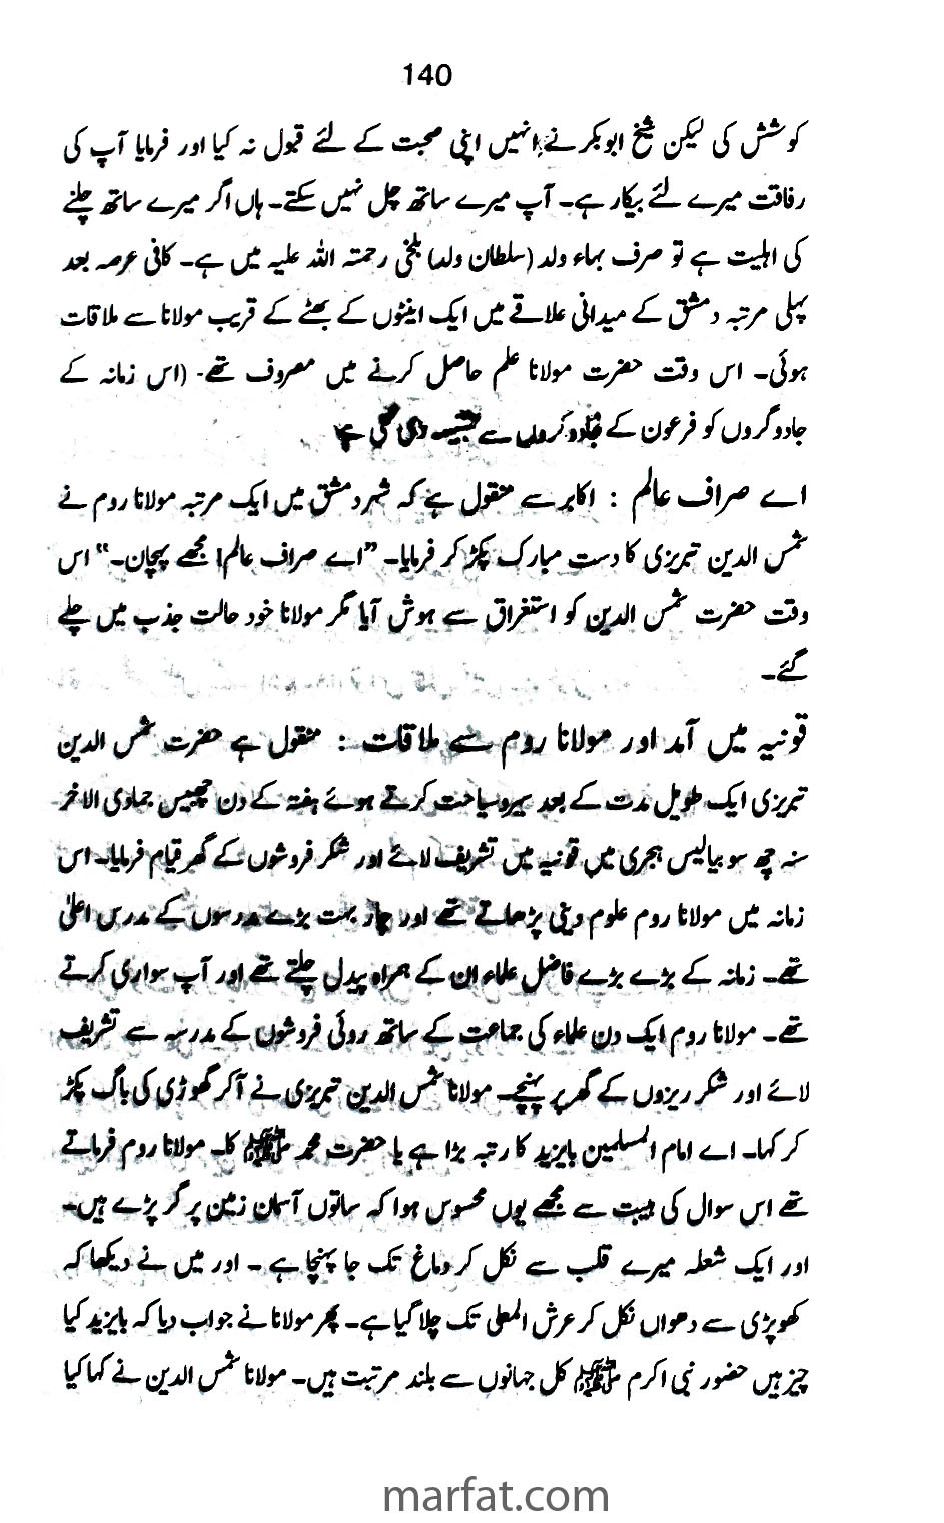 140
کوشش کی لیکن شیخ ابوبکر نے انہیں اپنی صحبت کے لئے قبول نہ کیا اور فرمایا آپ کی
رفاقت میرے لئے بیکار ہے۔ آپ میرے ساتھ چل نہیں سکتے۔ ہاں اگر میرے ساتھ چلنے
کی اہلیت ہے تو صرف بہاء ولد (سلطان ولد) بلخی رحمتہ اللہ علیہ میں ہے۔ کافی عرصہ بعد
پہلی مرتبہ دمشق کے میدانی علاقے میں ایک اینٹوں کے بھٹے کے قریب مولانا سے ملاقات
ہوئی۔ اس وقت حضرت مولانا علم حاصل کرنے میں مصروف تھے۔ (اس زمانہ کے
جادوگروں کو فرعون کے جادوگروں سے تشبیہ دی گئی ہے)
اے صراف عالم : اکابر سے منقول ہے کہ شہر دمشق میں ایک مرتبہ مولانا روم نے
شمس الدین تبریزی کا دست مبارک پکڑ کر فرمایا۔ "اے صراف عالم! مجھے پہچان۔" اس
وقت حضرت شمس الدین کو استغراق سے ہوش آیا مگر مولانا خود حالت جذب میں چلے
گئے۔
قونیہ میں آمد اور مولانا روم سے ملاقات : منقول ہے حضرت شمس الدین
تبریزی ایک طویل مدت کے بعد سیروسیاحت کرتے ہوئے ہفتہ کے دن چھبیس جمادی الاخر
سنہ چھ سو بیالیس ہجری میں قونیہ میں تشریف لائے اور شکر فروشوں کے گھر قیام فرمایا۔ اس
زمانہ میں مولانا روم علوم دینی پڑھاتے تھے اور چار بہت بڑے مدرسوں کے مدرس اعلیٰ
تھے۔ زمانہ کے بڑے بڑے فاضل علماء ان کے ہمراہ پیدل چلتے تھے اور آپ سواری کرتے
تھے۔ مولانا روم ایک دن علماء کی جماعت کے ساتھ روئی فروشوں کے مدرسہ سے تشریف
لائے اور شکر ریزوں کے گھر پر پہنچے۔ مولانا شمس الدین تبریزی نے آکر گھوڑی کی باگ پکڑ
کر کہا۔ اے امام المسلمین بایزید کا رتبہ بڑا ہے یا حضرت محمد ﷺ کا۔ مولانا روم فرماتے
تھے اس سوال کی ہیبت سے مجھے یوں محسوس ہوا کہ ساتوں آسمان زمین پر گر پڑے ہیں۔
اور ایک شعلہ میرے قلب سے نکل کر دماغ تک جا پہنچا ہے ۔ اور میں نے دیکھا کہ
کھوپڑی سے دھواں نکل کر عرش المعلیٰ تک چلا گیا ہے۔ پھر مولانا نے جواب دیا کہ بایزید کیا
چیز ہیں حضور نبی اکرم ﷺ کل جہانوں سے بلند مرتبت ہیں۔ مولانا شمس الدین نے کہا کیا
marfat.com